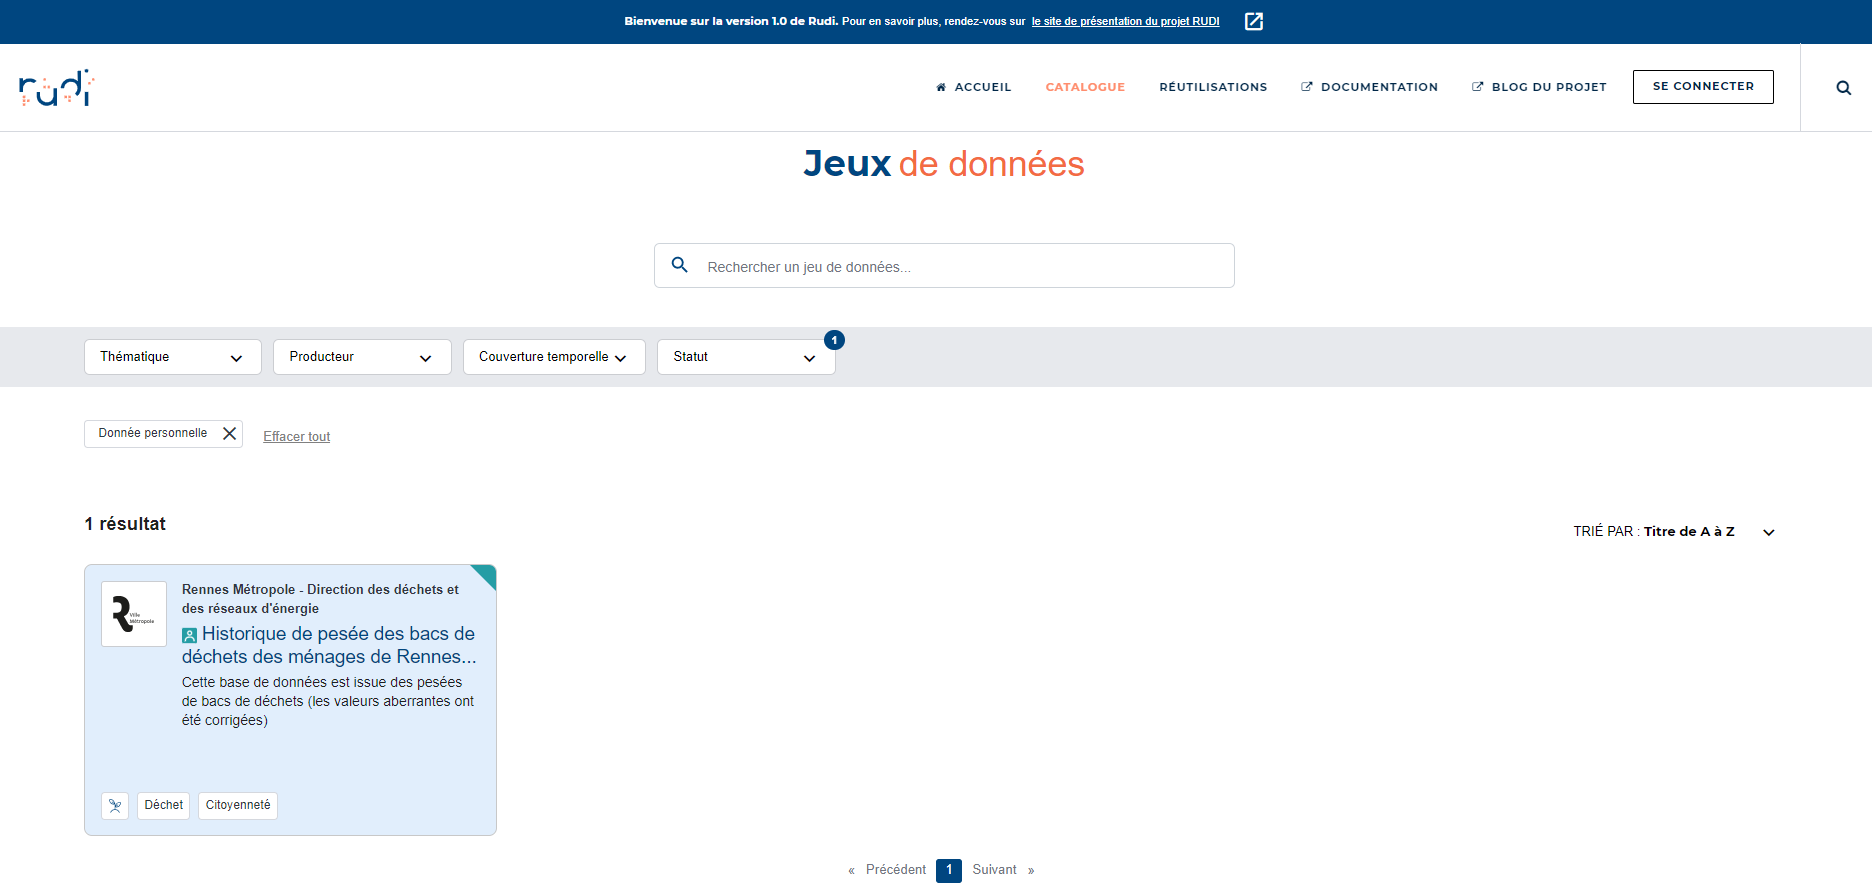 Bienvenue sur la version 1.0 de Rudi. Pour en savoir plus, rendez-vous sur le site de présentation du projet RUDI
rudi
ACCUEIL CATALOGUE RÉUTILISATIONS DOCUMENTATION BLOG DU PROJET SE CONNECTER
Jeux de données
Rechercher un jeu de données...
1
Thématique Producteur Couverture temporelle Statut
Donnée personnelle Effacer tout
1 résultat
TRIÉ PAR : Titre de A à Z
Ville
Métropole
Rennes Métropole - Direction des déchets et
des réseaux d'énergie
Historique de pesée des bacs de
déchets des ménages de Rennes...
Cette base de données est issue des pesées
de bacs de déchets (les valeurs aberrantes ont
été corrigées)
Déchet Citoyenneté
« Précédent 1 Suivant »